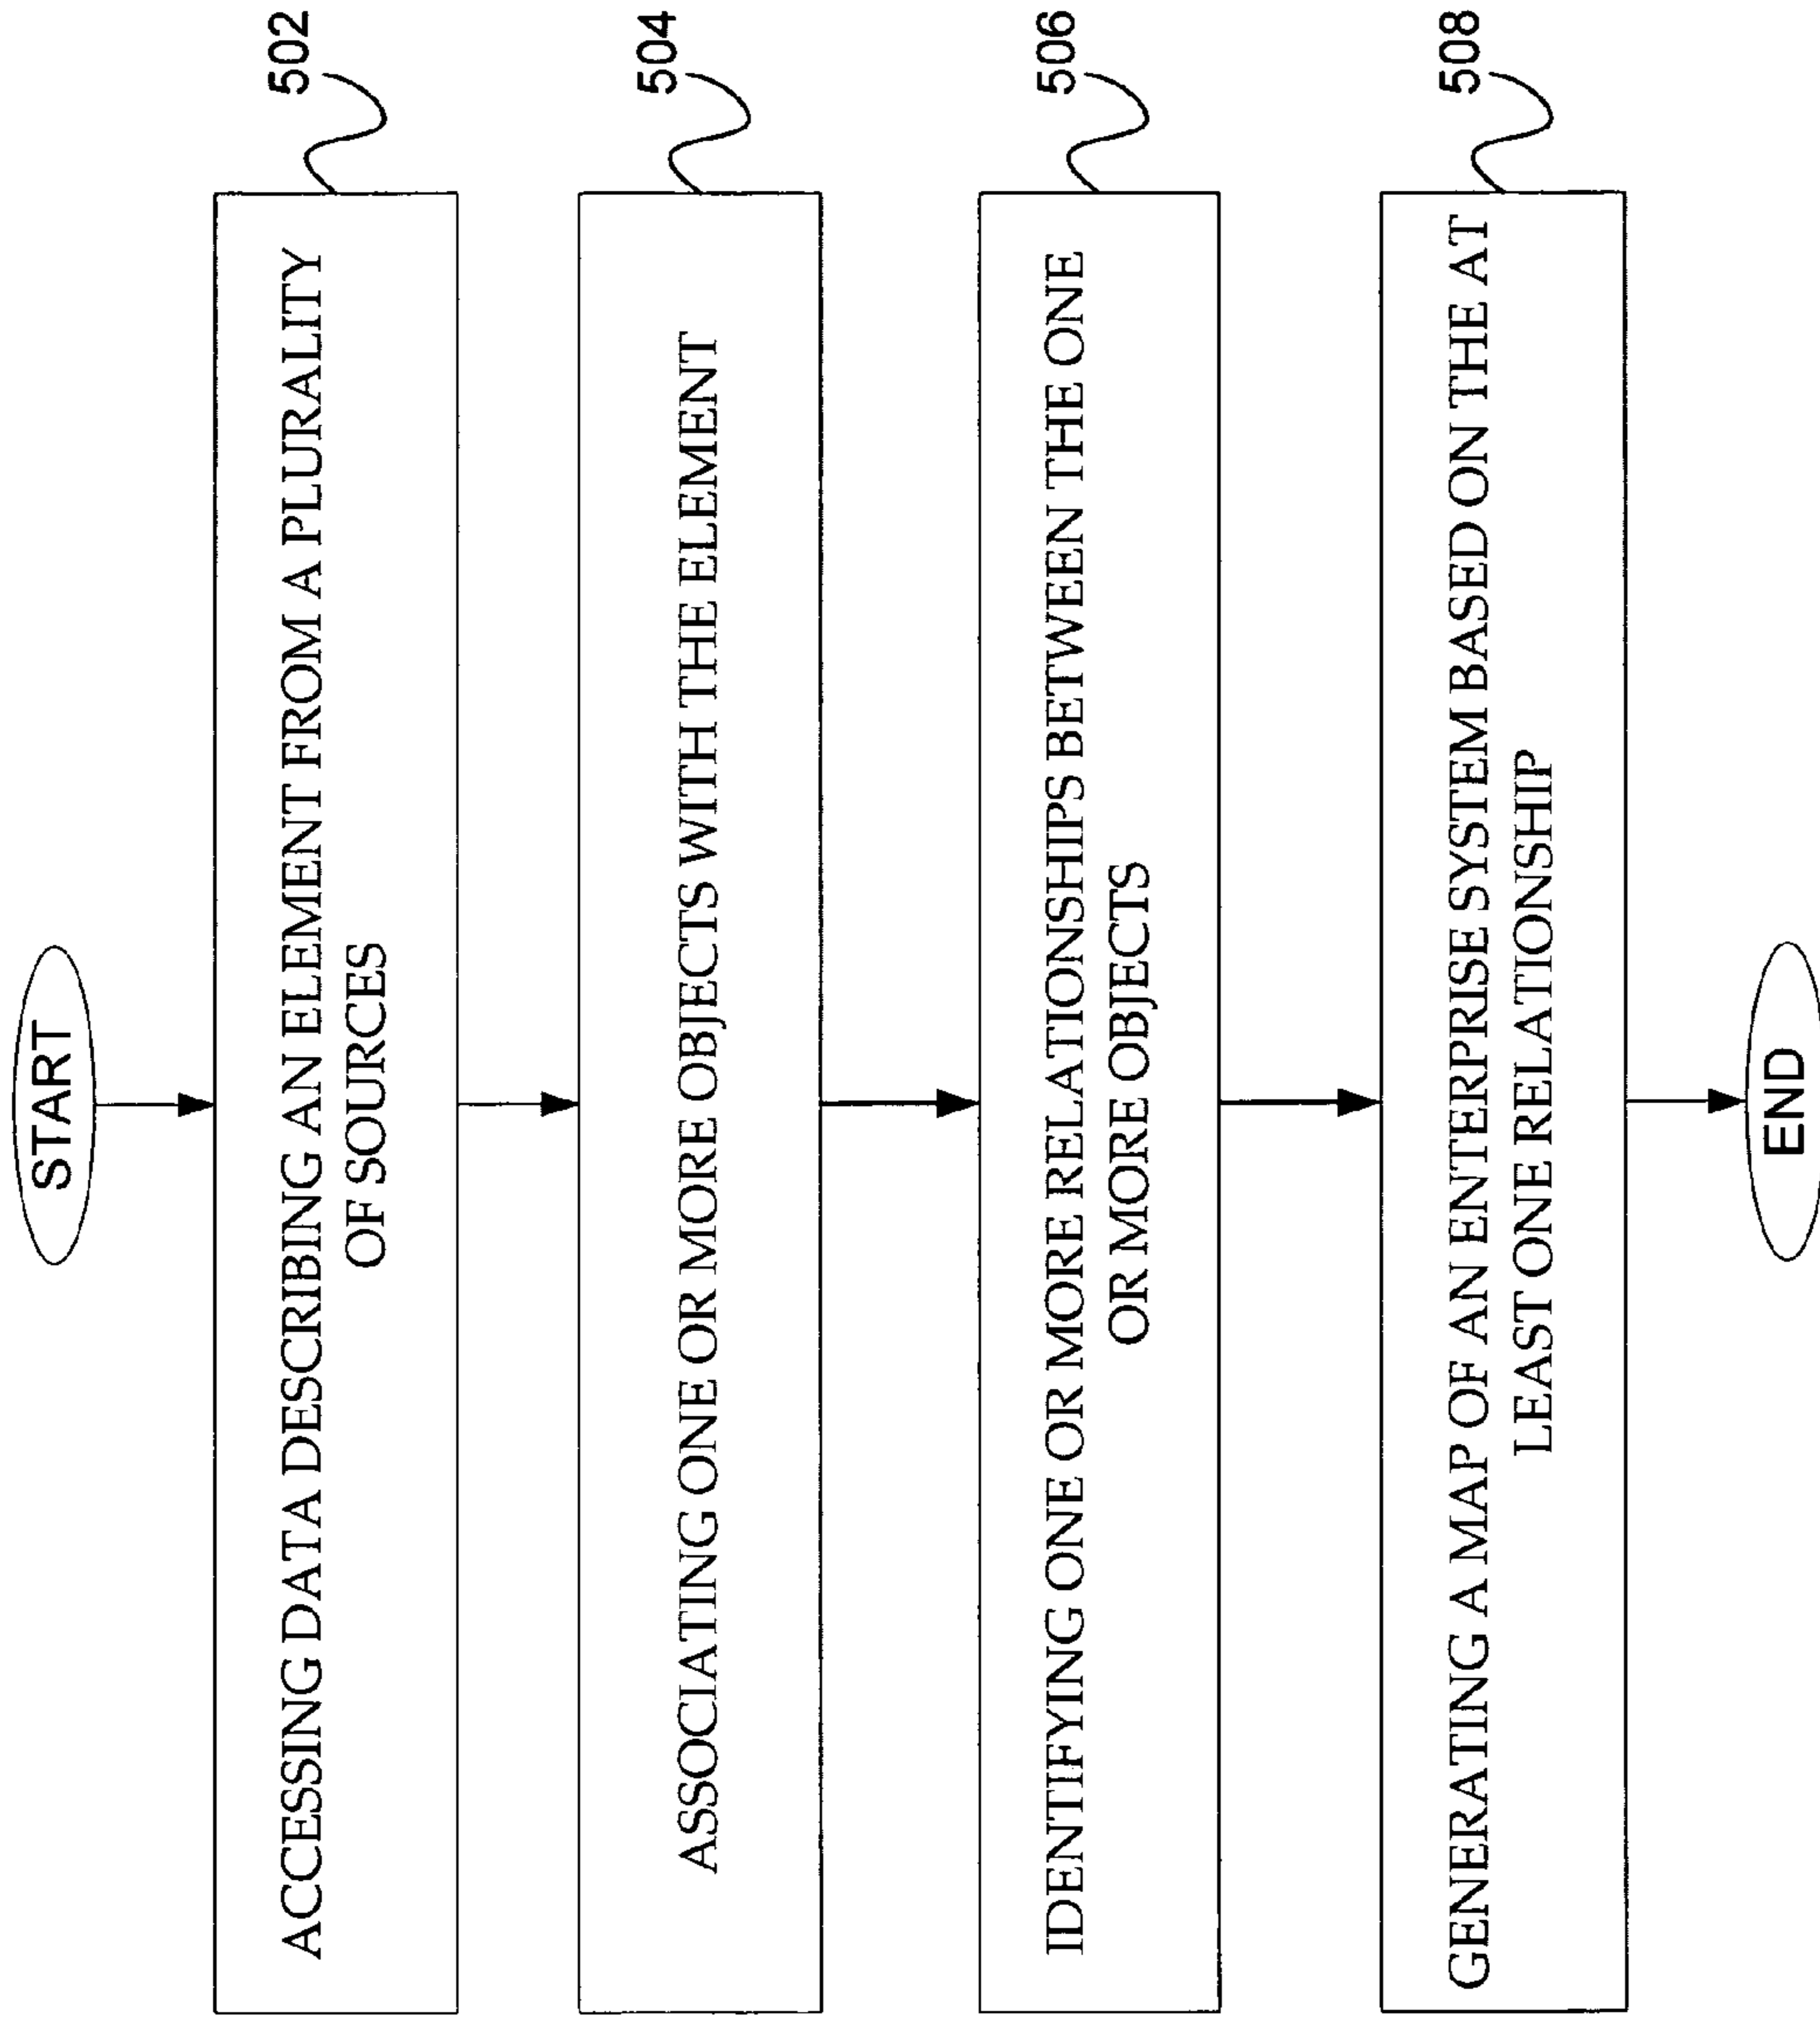 START
ACCESSING DATA DESCRIBING AN ELEMENT FROM A PLURALITY
OF SOURCES
502
ASSOCIATING ONE OR MORE OBJECTS WITH THE ELEMENT
504
IDENTIFYING ONE OR MORE RELATIONSHIPS BETWEEN THE ONE
OR MORE OBJECTS
506
GENERATING A MAP OF AN ENTERPRISE SYSTEM BASED ON THE AT
LEAST ONE RELATIONSHIP
508
END